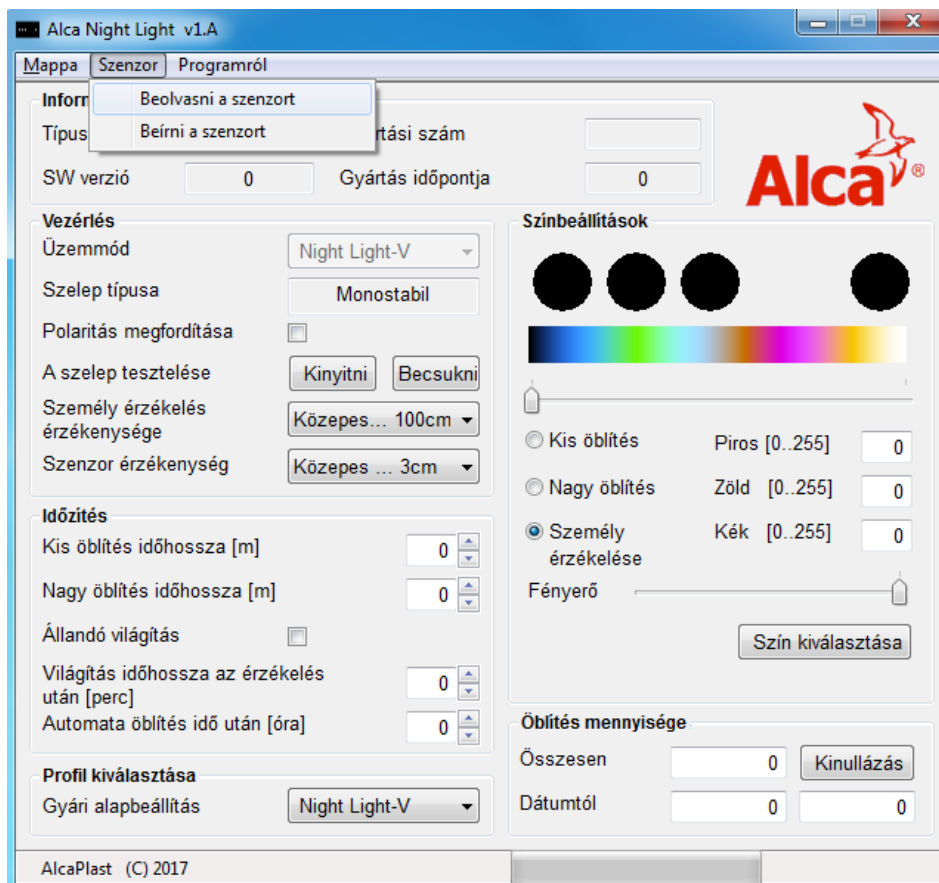 Alca Night Light v1.A
Mappa Szenzor Programról
Beolvasni a szenzort
Beírni a szenzort
Inform
Típus rtási szám
SW verzió 0 Gyártás időpontja 0
Alca®
Vezérlés
Üzemmód Night Light-V
Szelep típusa Monostabil
Polaritás megfordítása
A szelep tesztelése Kinyitni Becsukni
Személy érzékelés
érzékenysége Közepes... 100cm
Szenzor érzékenység Közepes ... 3cm
Időzítés
Kis öblítés időhossza [m] 0
Nagy öblítés időhossza [m] 0
Állandó világítás
Világítás időhossza az érzékelés
után [perc] 0
Automata öblítés idő után [óra] 0
Profil kiválasztása
Gyári alapbeállítás Night Light-V
Színbeállítások
Kis öblítés Piros [0..255] 0
Nagy öblítés Zöld [0..255] 0
Személy
érzékelése Kék [0..255] 0
Fényerő
Szín kiválasztása
Öblítés mennyisége
Összesen 0 Kinullázás
Dátumtól 0 0
AlcaPlast (C) 2017